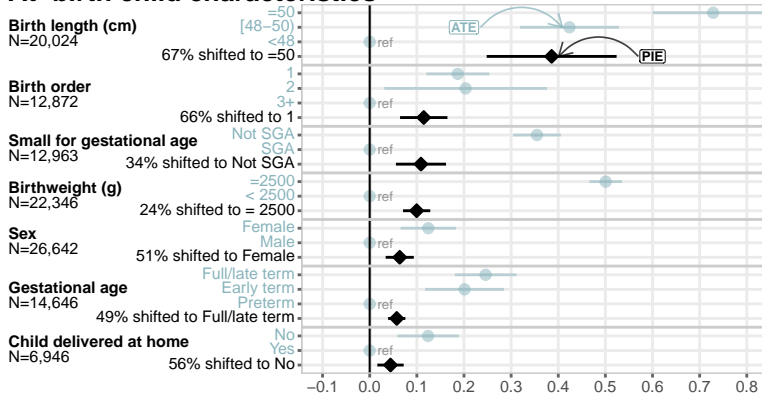 =50
Birth length (cm)
[48−50)
ATE
N=20,024
<48
ref
67% shifted to =50
PIE
1
Birth order
2
N=12,872
3+
ref
66% shifted to 1
Small for gestational age
Not SGA
N=12,963
SGA
ref
34% shifted to Not SGA
Birthweight (g)
=2500
N=22,346
< 2500
ref
24% shifted to = 2500
Sex
Female
N=26,642
Male
ref
51% shifted to Female
Full/late term
Gestational age
Early term
N=14,646
Preterm
ref
49% shifted to Full/late term
Child delivered at home
No
N=6,946
Yes
ref
56% shifted to No
−0.1 0.0 0.1 0.2 0.3 0.4 0.5 0.6 0.7 0.8